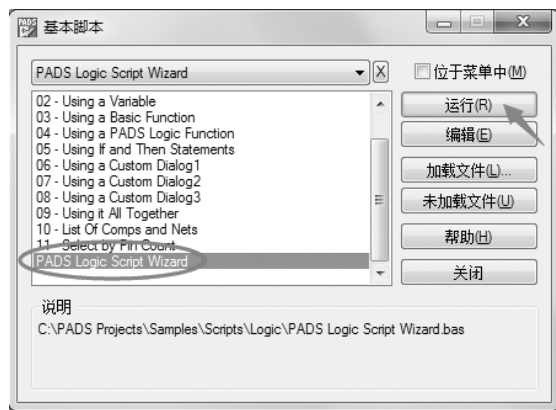 PADS
基本脚本
PADS Logic Script Wizard
X
位于菜单中(M)
02 - Using a Variable
03 - Using a Basic Function
04 - Using a PADS Logic Function
05 - Using If and Then Statements
06 - Using a Custom Dialog1
07 - Using a Custom Dialog2
08 - Using a Custom Dialog3
09 - Using it All Together
10 - List Of Comps and Nets
11 - Select by Pin Count
PADS Logic Script Wizard
运行(R)
编辑(E)
加载文件(L)...
未加载文件(U)
帮助(H)
关闭
说明
C:\PADS Projects\Samples\Scripts\Logic\PADS Logic Script Wizard.bas